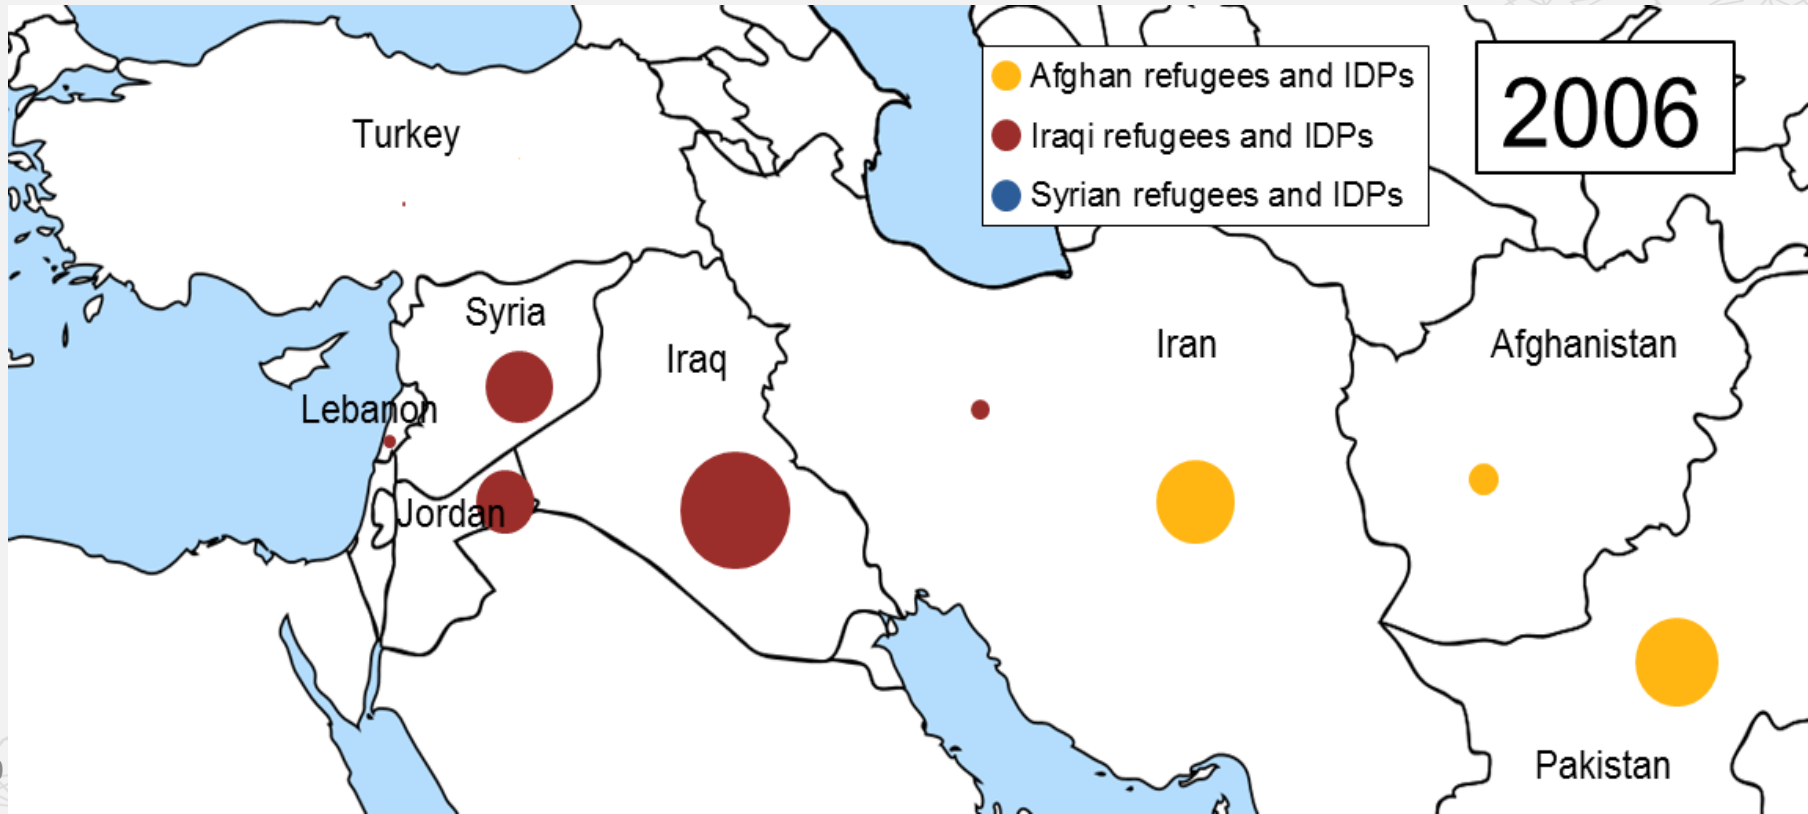 Afghan refugees and IDPs
Iraqi refugees and IDPs
Syrian refugees and IDPs
2006
Turkey
Syria
Iraq
Iran
Afghanistan
Lebanon
Jordan
Pakistan